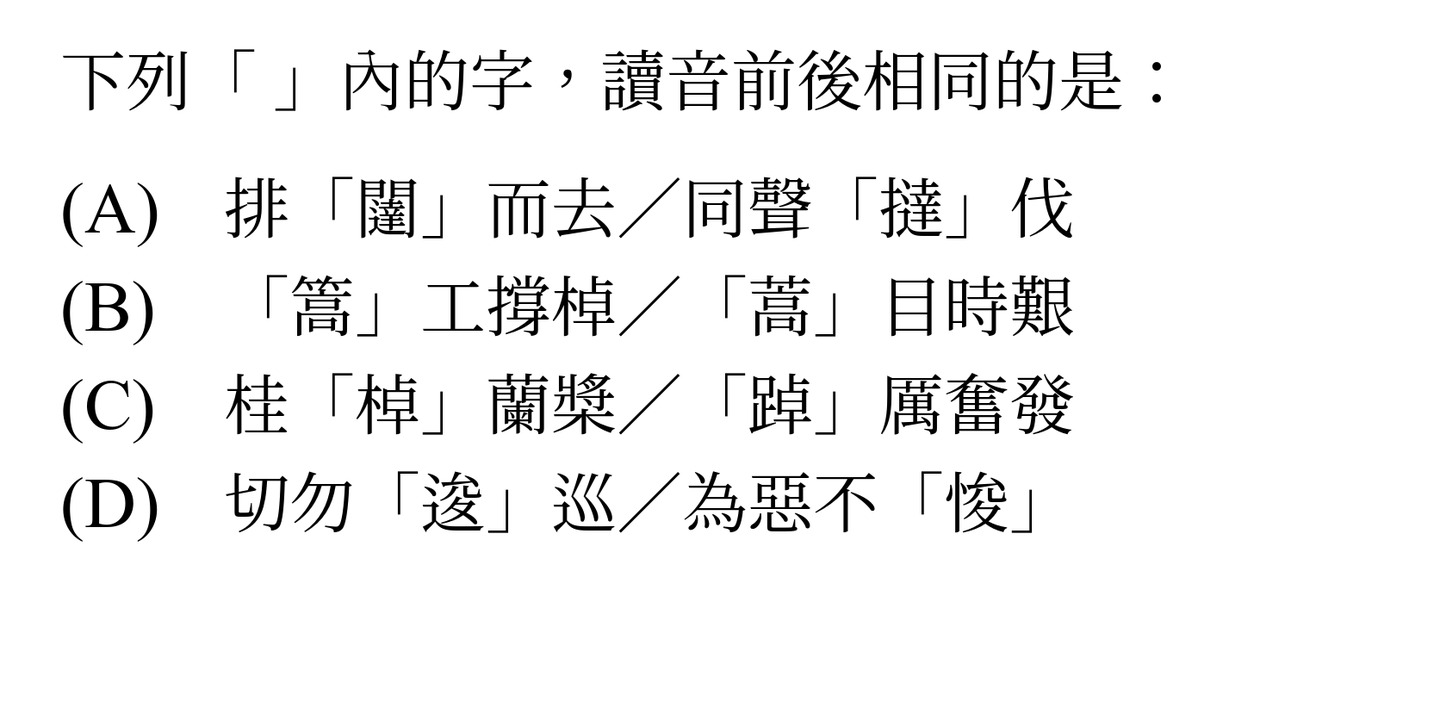 下列「 」內的字，讀音前後相同的是：
(A) 排「闥」而去／同聲「撻」伐
(B) 「篙」工撐棹／「蒿」目時艱
(C) 桂「棹」蘭槳／「踔」厲奮發
(D) 切勿「逡」巡／為惡不「悛」